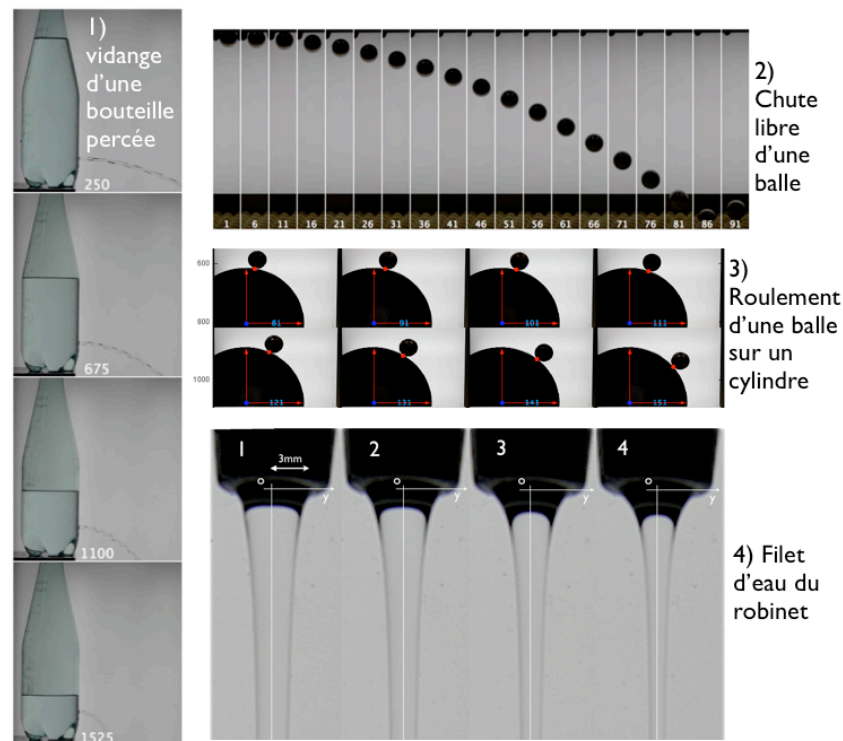 1)
vidange
d'une
bouteille
percée
250
675
1100
1525
1 6 11 16 21 26 31 36 41 46 51 56 61 66 71 76 81 86 91
2)
Chute
libre
d'une
balle
600
800
1000
81 91 101 111
121 131 141 151
3)
Roulement
d'une balle
sur un
cylindre
1 2 3 4
3mm
o o o o
y y y y
4) Filet
d'eau du
robinet